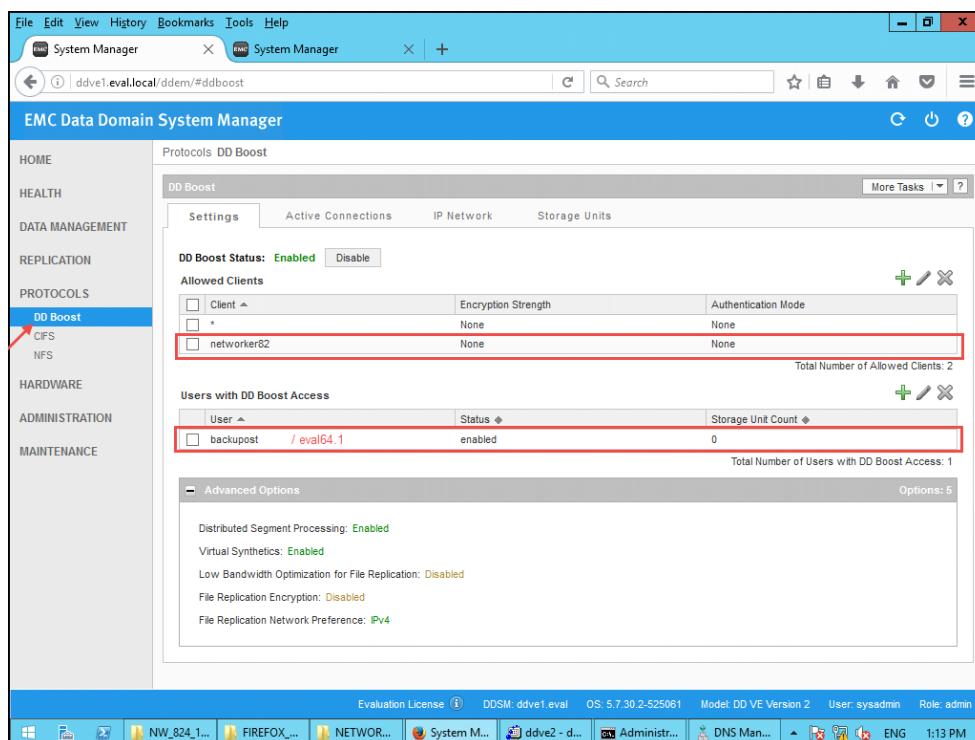 File Edit View History Bookmarks Tools Help
System Manager
System Manager
ddve1.eval.local/ddem/#ddboost
Search
EMC Data Domain System Manager
HOME
HEALTH
DATA MANAGEMENT
REPLICATION
PROTOCOLS
DD Boost
CIFS
NFS
HARDWARE
ADMINISTRATION
MAINTENANCE
Protocols DD Boost
DD Boost
More Tasks
?
Settings Active Connections IP Network Storage Units
DD Boost Status: Enabled Disable
Allowed Clients
Client Encryption Strength Authentication Mode
* None None
networker82 None None
Total Number of Allowed Clients: 2
Users with DD Boost Access
User Status Storage Unit Count
backupost / eval64.1 enabled 0
Total Number of Users with DD Boost Access: 1
Advanced Options Options: 5
Distributed Segment Processing: Enabled
Virtual Synthetics: Enabled
Low Bandwidth Optimization for File Replication: Disabled
File Replication Encryption: Disabled
File Replication Network Preference: IPv4
Evaluation License DDSM: ddve1.eval OS: 5.7.30.2-525061 Model: DD VE Version 2 User: sysadmin Role: admin
NW_824_1... FIREFOX_... NETWOR... System M... ddve2 - d... Administr... DNS Man... ENG 1:13 PM